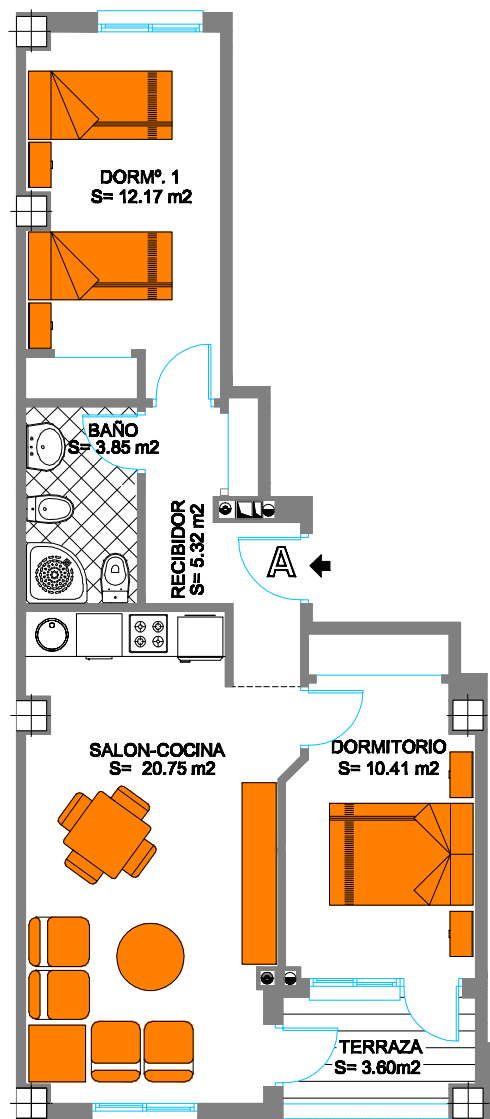 DORMº. 1
S= 12.17 m2
BAÑO
S= 3.85 m2
RECIBIDOR
S= 5.32 m2
A
SALON-COCINA
S= 20.75 m2
DORMITORIO
S= 10.41 m2
TERRAZA
S= 3.60m2